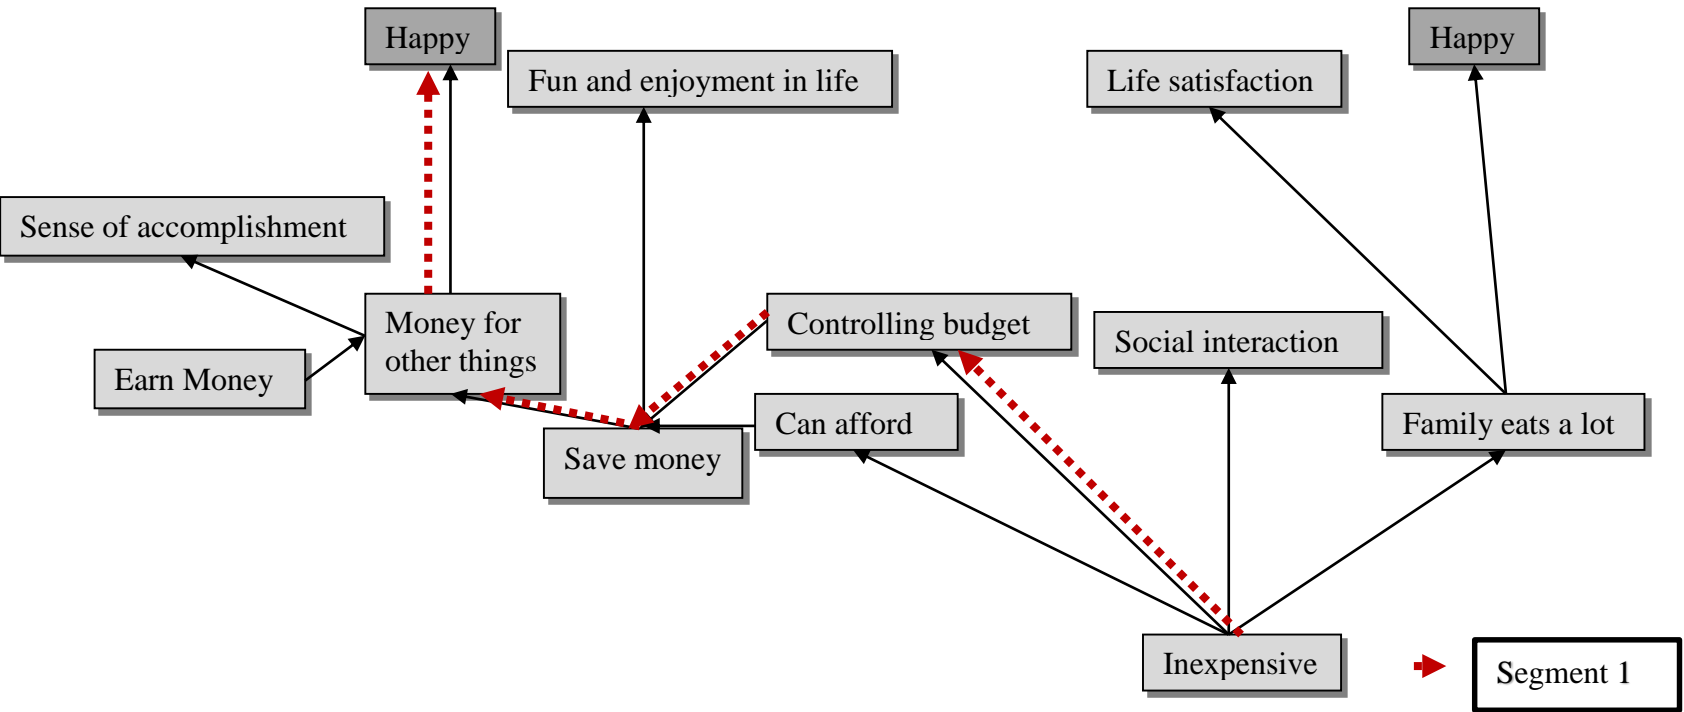 Happy
Happy
Fun and enjoyment in life
Life satisfaction
Sense of accomplishment
Money for
other things
Controlling budget
Social interaction
Earn Money
Can afford
Family eats a lot
Save money
Inexpensive
Segment 1